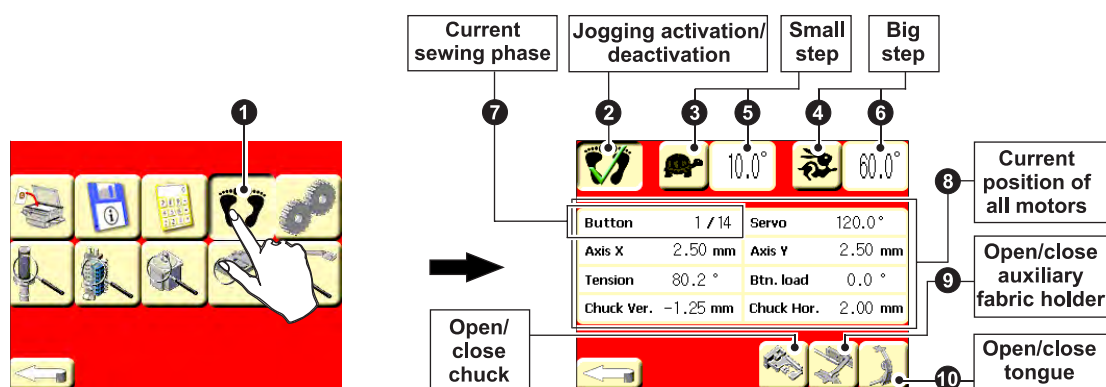 Current
sewing phase
Jogging activation/
deactivation
Small
step
Big
step
1
7
2
3
5
4
6
10.0°
60.0°
Current
position of
all motors
8
Button 1 / 14 Servo 120.0°
Axis X 2.50 mm Axis Y 2.50 mm
Tension 80.2 ° Btn. load 0.0 °
Chuck Ver. -1.25 mm Chuck Hor. 2.00 mm
Open/close
auxiliary
fabric holder
9
Open/
close
chuck
Open/close
tongue
10